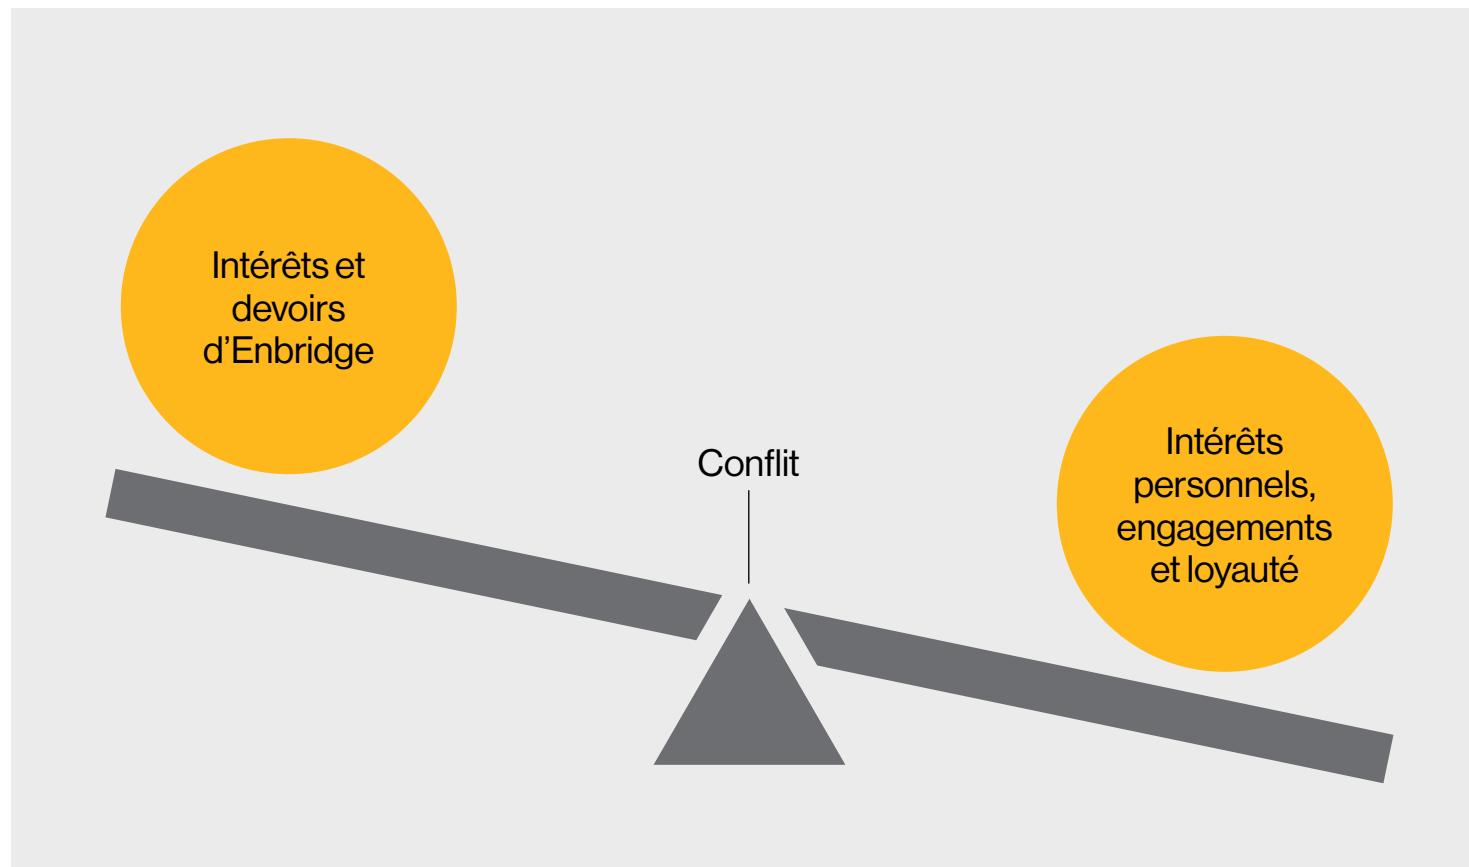 Intérêts et
devoirs
d’Enbridge
Conflit
Intérêts
personnels,
engagements
et loyauté